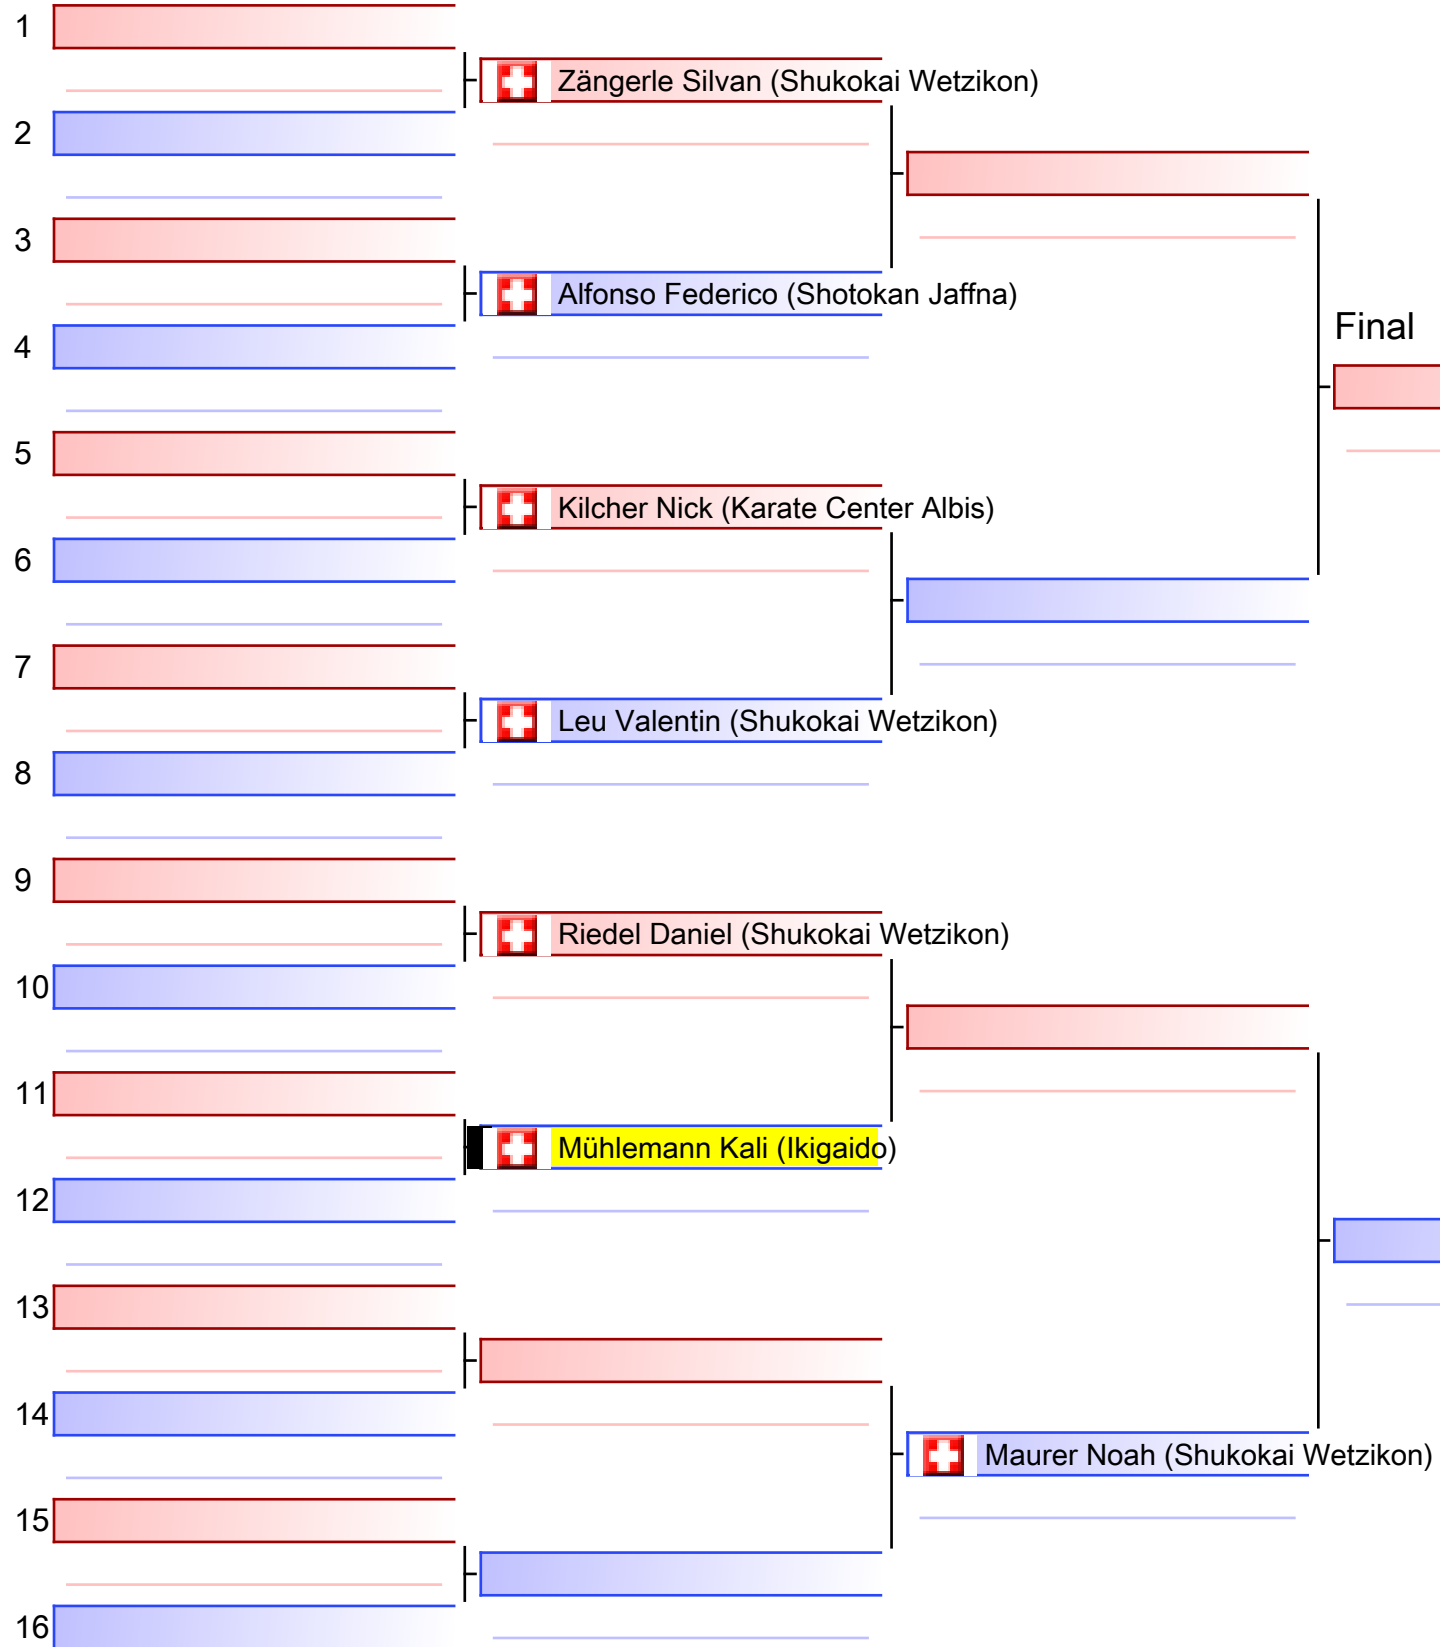 1
Zängerle Silvan (Shukokai Wetzikon)
2
3
Alfonso Federico (Shotokan Jaffna)
4
Final
5
Kilcher Nick (Karate Center Albis)
6
7
Leu Valentin (Shukokai Wetzikon)
8
9
Riedel Daniel (Shukokai Wetzikon)
10
11
Mühlemann Kali (Ikigaido)
12
13
14
Maurer Noah (Shukokai Wetzikon)
15
16